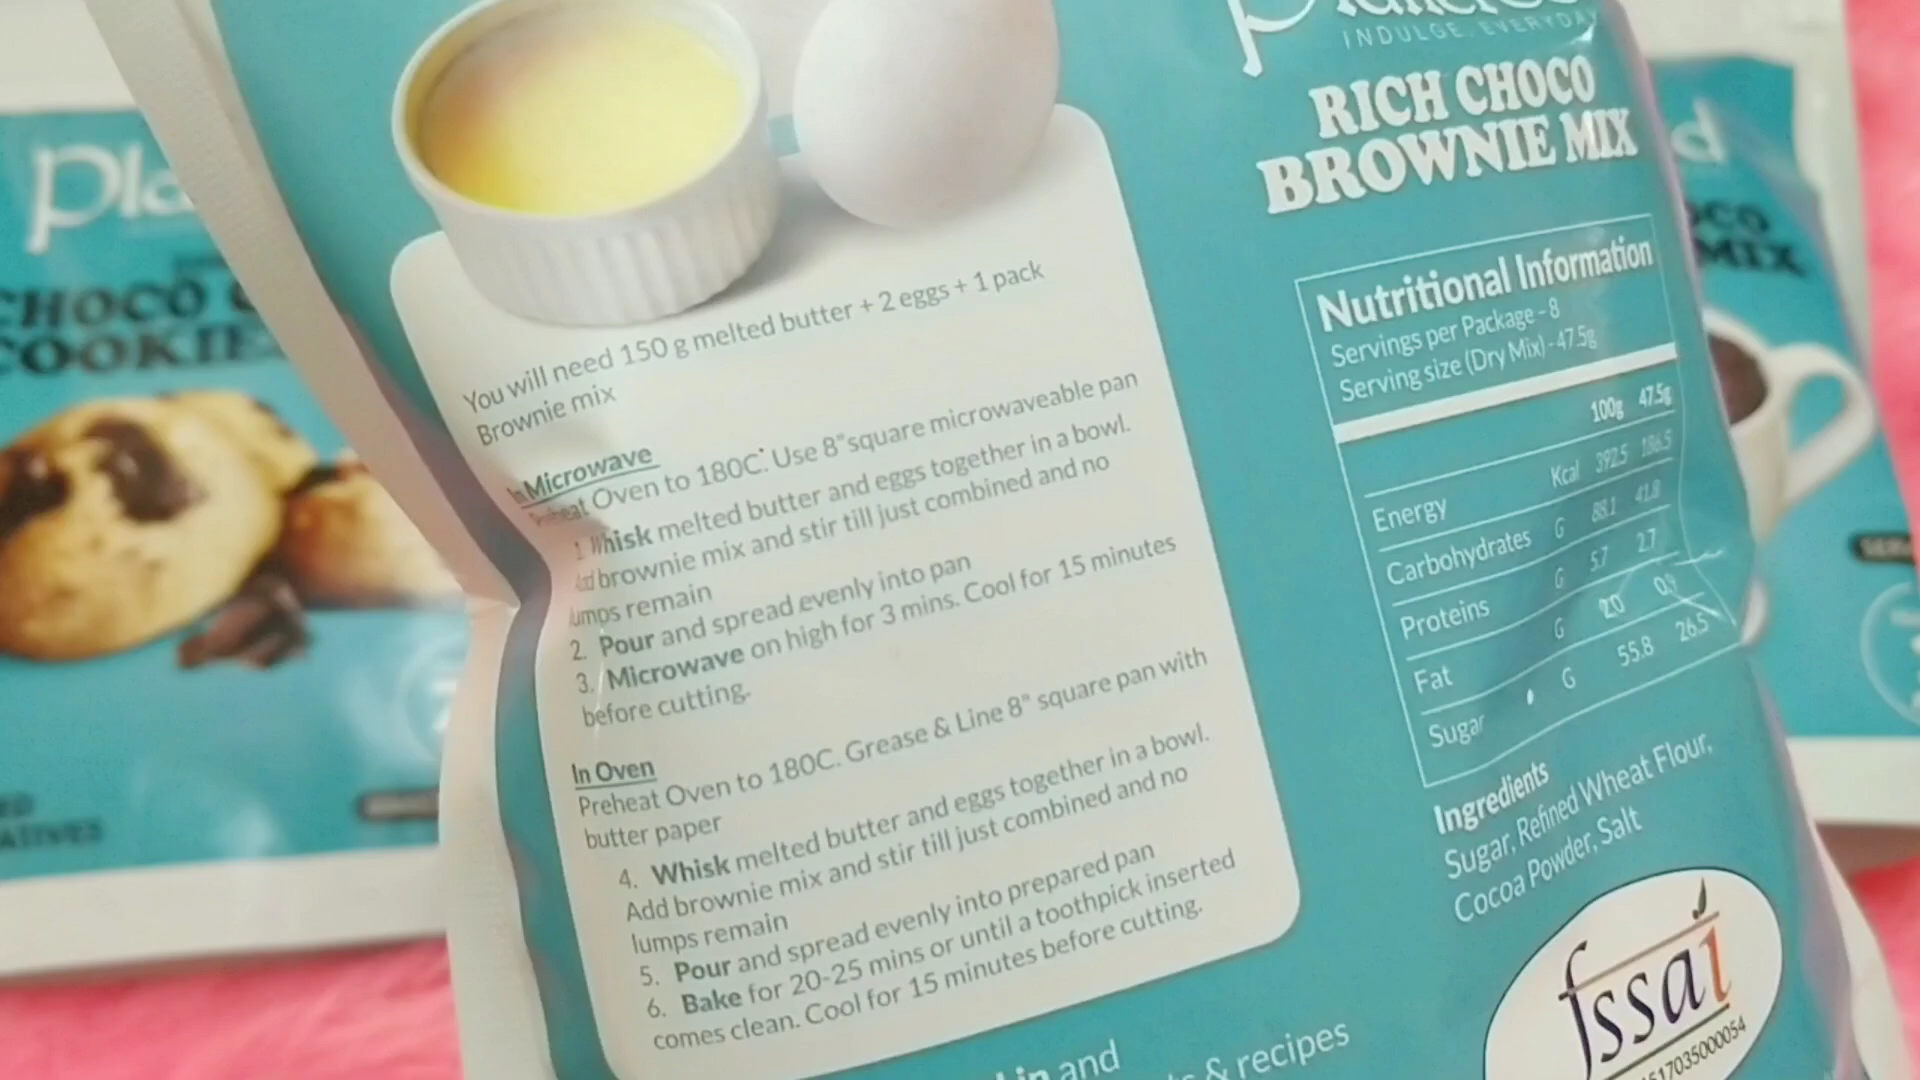 INDULGE. EVERYDAY
RICH CHOCO
BROWNIE MIX
You will need 150 g melted butter + 2 eggs + 1 pack
Brownie mix
In Microwave
Preheat Oven to 180C. Use 8" square microwaveable pan
1 Whisk melted butter and eggs together in a bowl.
Add brownie mix and stir till just combined and no
lumps remain
2. Pour and spread evenly into pan
3. Microwave on high for 3 mins. Cool for 15 minutes
before cutting.
In Oven
Preheat Oven to 180C. Grease & Line 8" square pan with
butter paper
4. Whisk melted butter and eggs together in a bowl.
Add brownie mix and stir till just combined and no
lumps remain
5. Pour and spread evenly into prepared pan
6. Bake for 20-25 mins or until a toothpick inserted
comes clean. Cool for 15 minutes before cutting.
and
& recipes
Nutritional Information
Servings per Package - 8
Serving size (Dry Mix) - 47.5g
100g 47.5g
Energy Kcal 392.5 186.5
Carbohydrates G 88.1 41.8
Proteins G 5.7 2.7
Fat G 2.0 0.9
Sugar G 55.8 26.5
Ingredients
Sugar, Refined Wheat Flour,
Cocoa Powder, Salt
fssai
517035000054
Pla
CHOCO
COOKIE
MIX